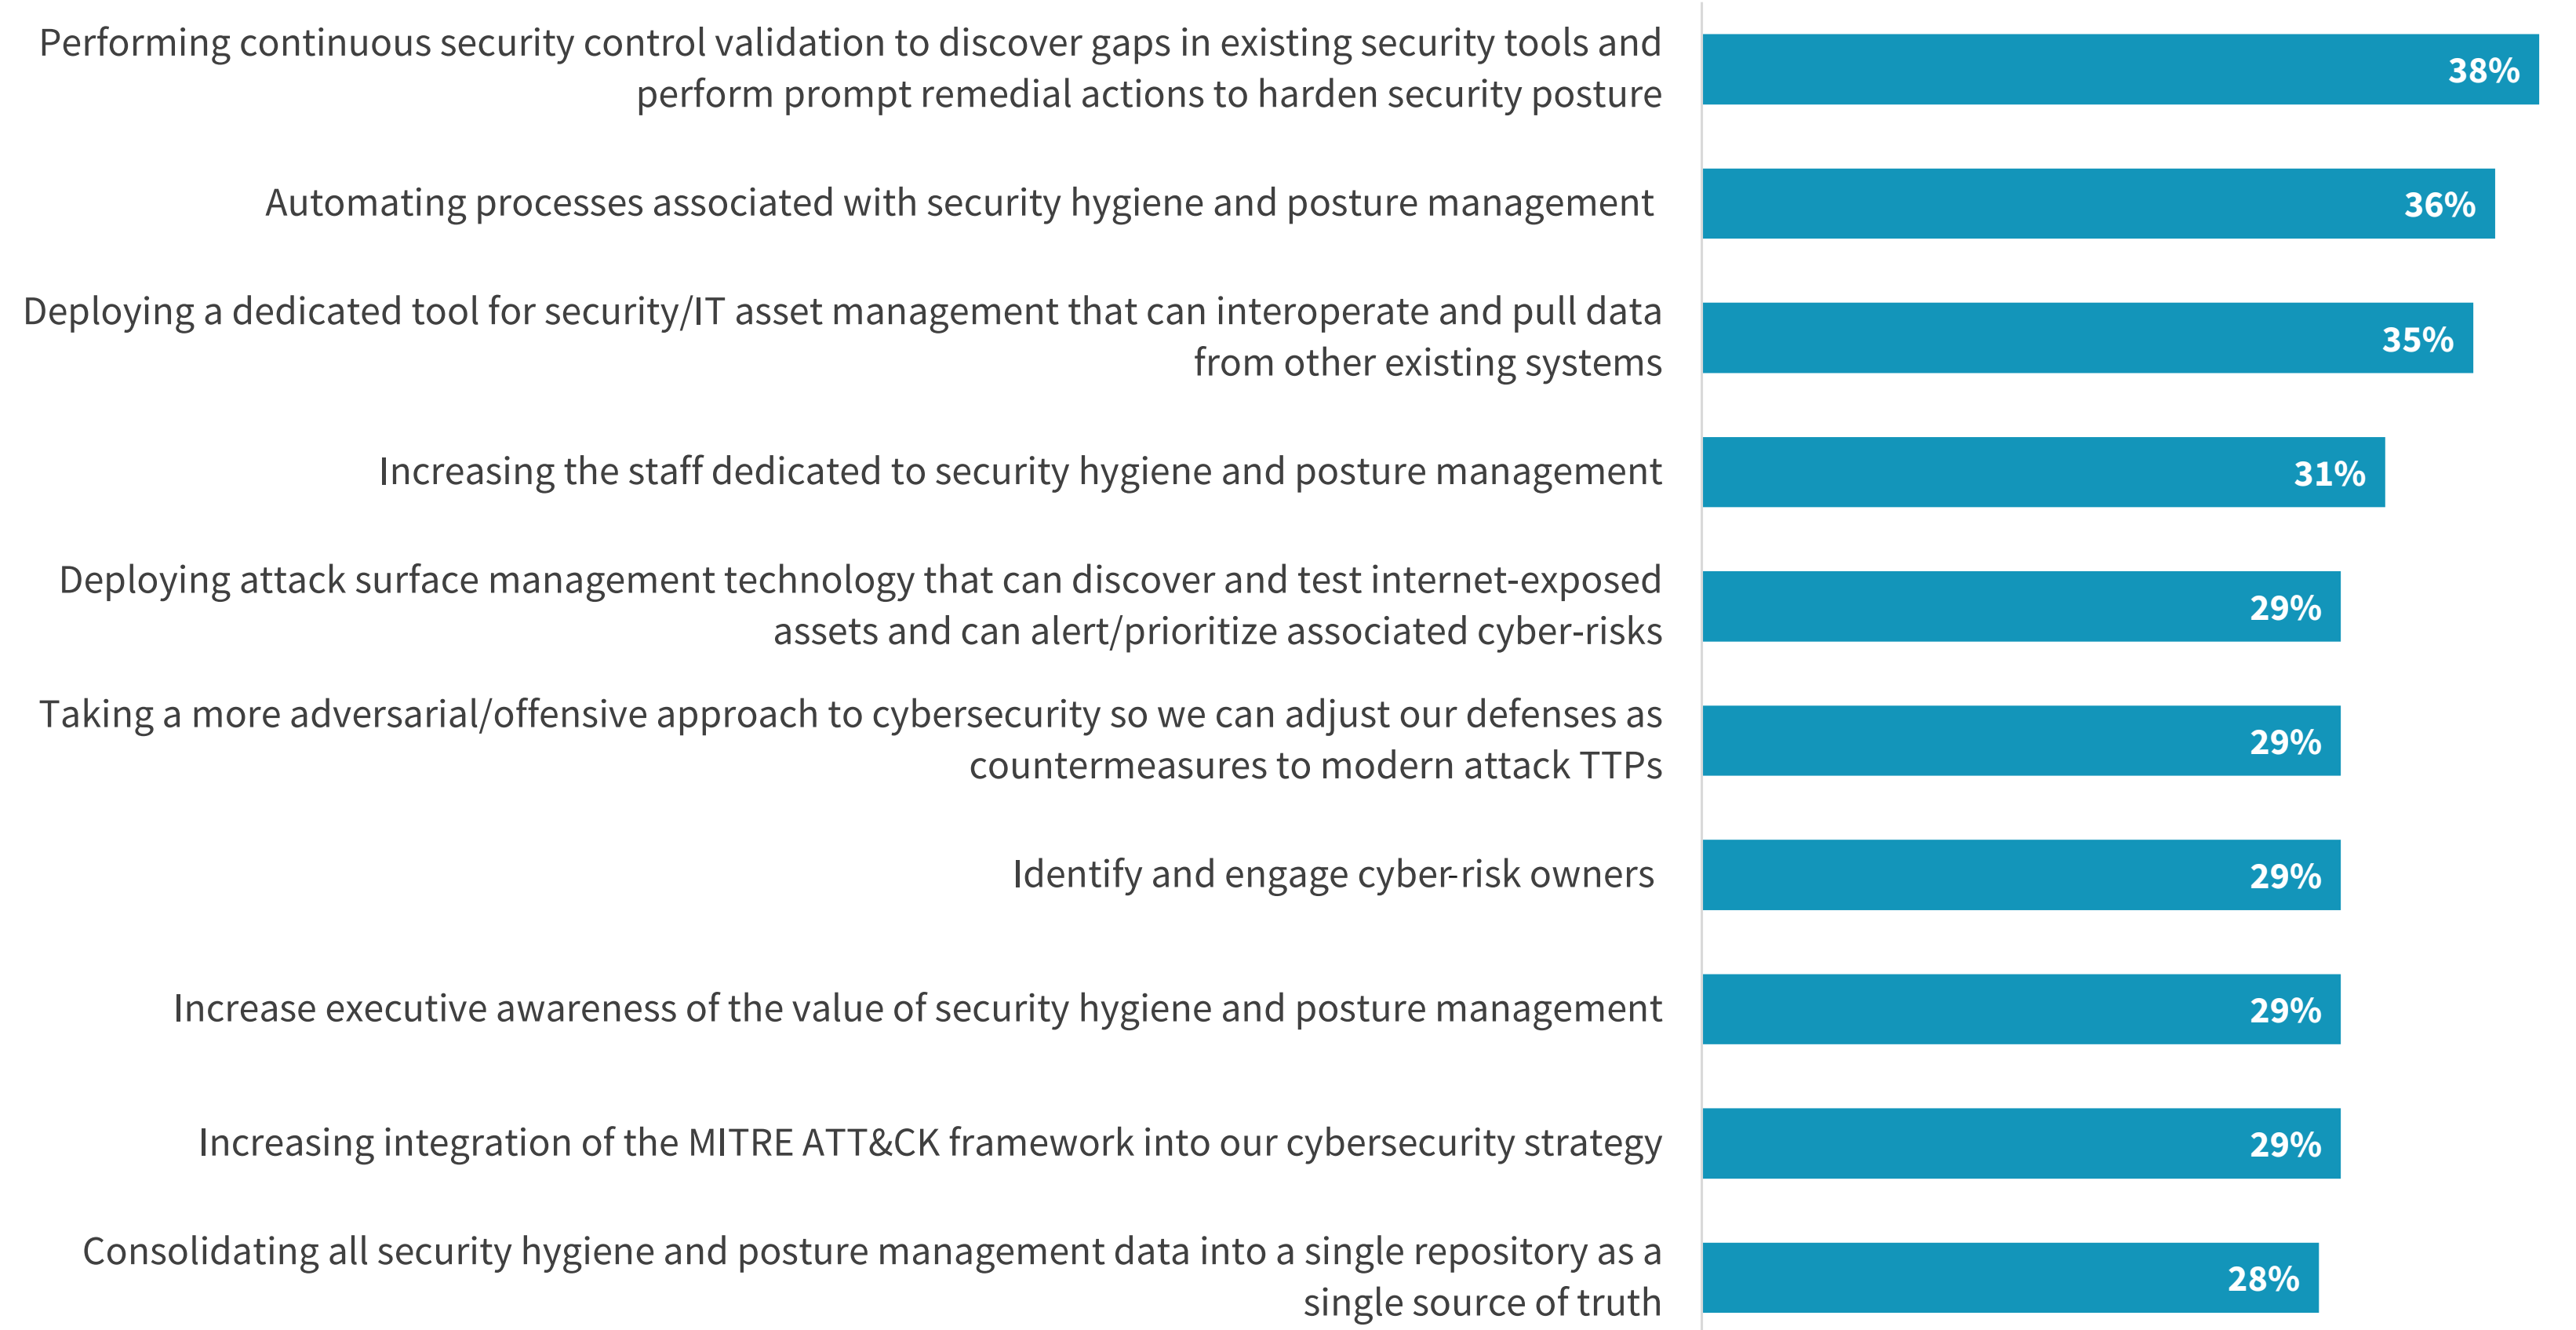 Performing continuous security control validation to discover gaps in existing security tools and
perform prompt remedial actions to harden security posture
38%
Automating processes associated with security hygiene and posture management
36%
Deploying a dedicated tool for security/IT asset management that can interoperate and pull data
from other existing systems
35%
Increasing the staff dedicated to security hygiene and posture management
31%
Deploying attack surface management technology that can discover and test internet-exposed
assets and can alert/prioritize associated cyber-risks
29%
Taking a more adversarial/offensive approach to cybersecurity so we can adjust our defenses as
countermeasures to modern attack TTPs
29%
Identify and engage cyber-risk owners
29%
Increase executive awareness of the value of security hygiene and posture management
29%
Increasing integration of the MITRE ATT&CK framework into our cybersecurity strategy
29%
Consolidating all security hygiene and posture management data into a single repository as a
single source of truth
28%